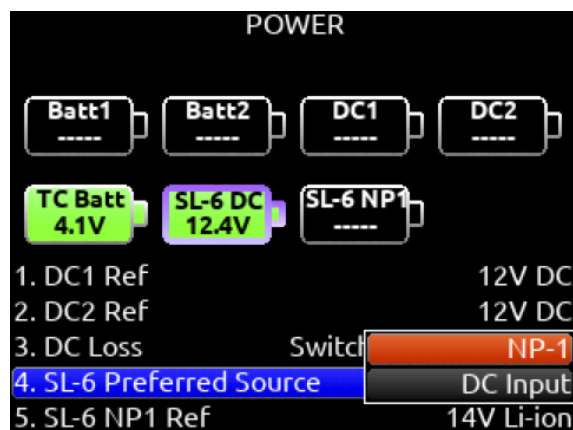 POWER
Batt1 Batt2 DC1 DC2
----- ----- ----- -----
TC Batt SL-6 DC SL-6 NP1
4.1V 12.4V -----
1. DC1 Ref 12V DC
2. DC2 Ref 12V DC
3. DC Loss Switch NP-1
4. SL-6 Preferred Source DC Input
5. SL-6 NP1 Ref 14V Li-ion